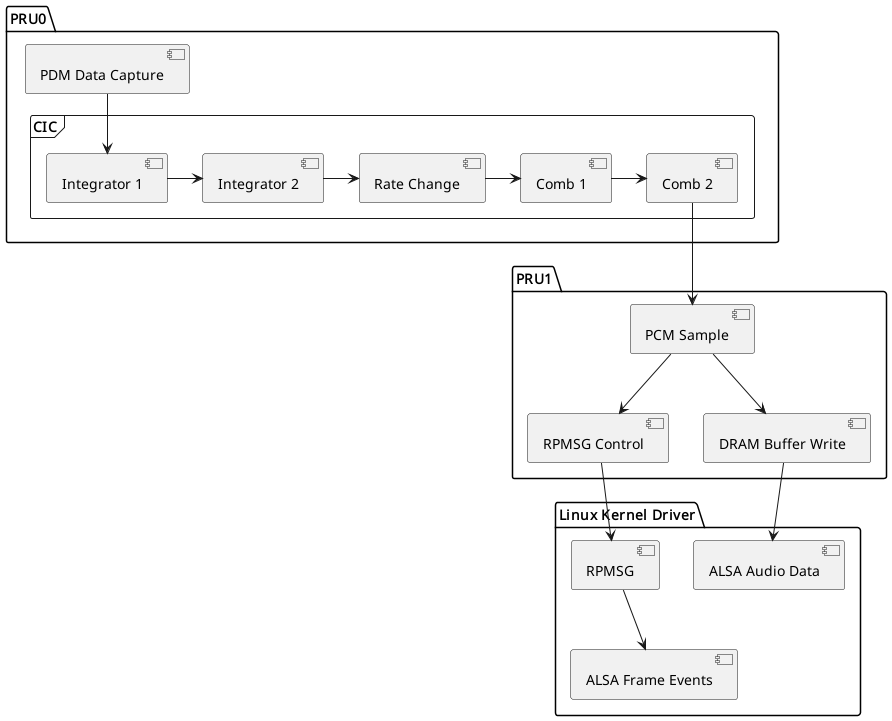 PRU0
PDM Data Capture
CIC
Integrator 1
Integrator 2
Rate Change
Comb 1
Comb 2
PRU1
PCM Sample
RPMSG Control
DRAM Buffer Write
Linux Kernel Driver
RPMSG
ALSA Audio Data
ALSA Frame Events